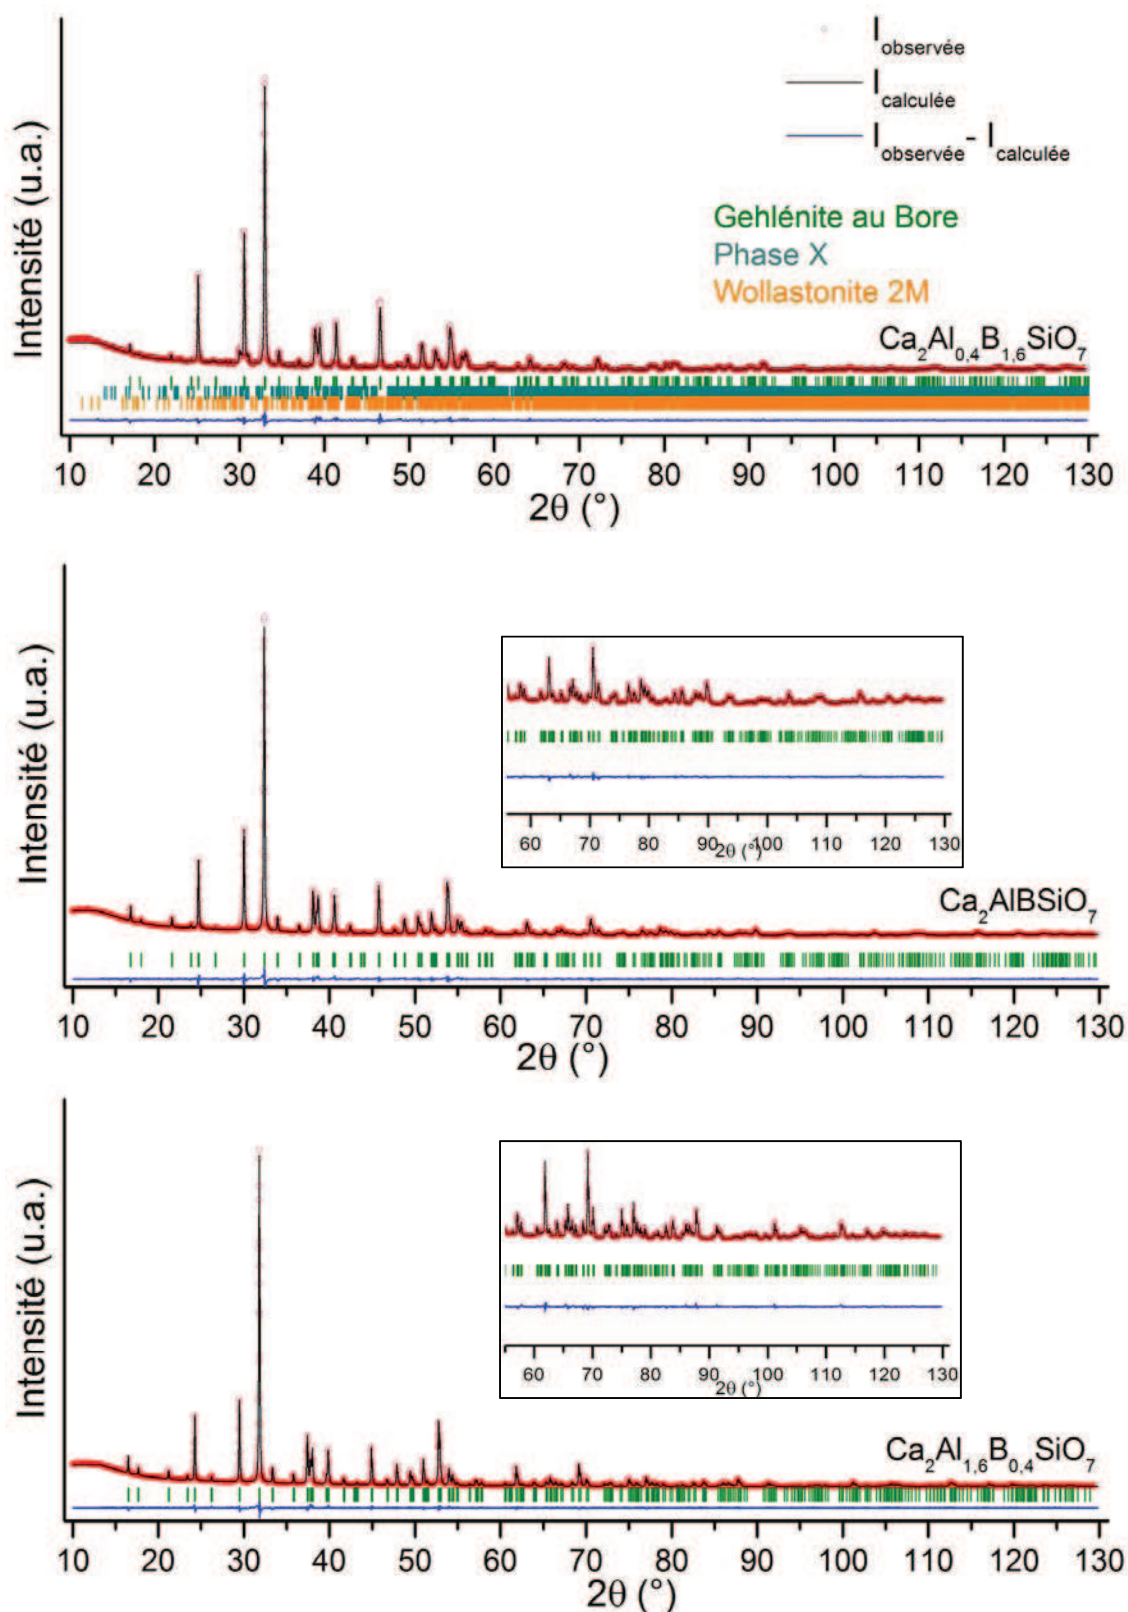 Iobservée
Icalculée
Iobservée - Icalculée
Gehlénite au Bore
Phase X
Wollastonite 2M
Ca2Al0,4B1,6SiO7
Intensité (u.a.)
10 20 30 40 50 60 70 80 90 100 110 120 130
2θ (°)
Intensité (u.a.)
60 70 80 90 100 110 120 130
2θ (°)
Ca2AlBSiO7
10 20 30 40 50 60 70 80 90 100 110 120 130
2θ (°)
Intensité (u.a.)
60 70 80 90 100 110 120 130
2θ (°)
Ca2Al1,6B0,4SiO7
10 20 30 40 50 60 70 80 90 100 110 120 130
2θ (°)